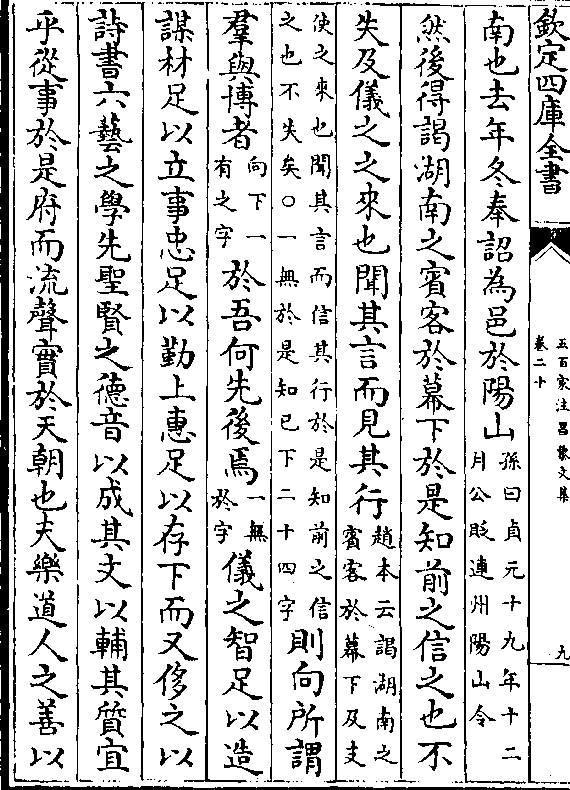 欽定四庫全書
五百家注昌黎文集
卷二十
九
南也去年冬奉詔為邑於陽山孫曰貞元十九年十二月公貶連州陽山令
然後得謁湖南之賓客於幕下於是知前之信之也不
失及儀之之來也聞其言而見其行趙本云謁湖南之賓客於幕下及支
使之來也聞其言而信其行於是知前之信之也不失矣○一無於是知已下二十四字則向所謂
羣與博者向下一有之字於吾何先後焉一無於字儀之智足以造
謀材足以立事忠足以勤上惠足以存下而又侈之以
詩書六藝之學先聖賢之德音以成其文以輔其質宜
乎從事於是府而流聲實於天朝也夫樂道人之善以